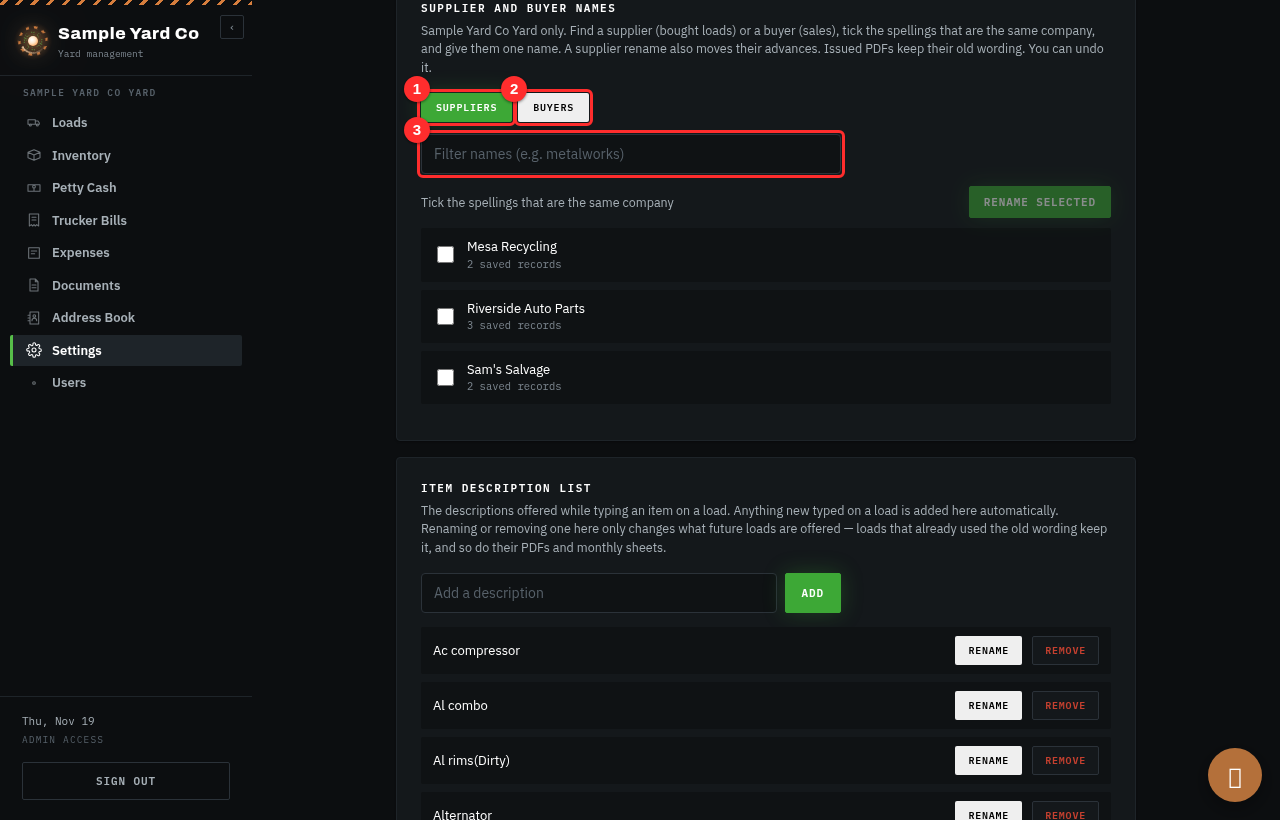 Sample Yard Co
Yard management
‹
SAMPLE YARD CO YARD
Loads
Inventory
Petty Cash
Trucker Bills
Expenses
Documents
Address Book
Settings
Users
Thu, Nov 19
ADMIN ACCESS
SIGN OUT
SUPPLIER AND BUYER NAMES
Sample Yard Co Yard only. Find a supplier (bought loads) or a buyer (sales), tick the spellings that are the same company,
and give them one name. A supplier rename also moves their advances. Issued PDFs keep their old wording. You can undo
it.
1 2
SUPPLIERS BUYERS
3
Filter names (e.g. metalworks)
Tick the spellings that are the same company RENAME SELECTED
Mesa Recycling
2 saved records
Riverside Auto Parts
3 saved records
Sam's Salvage
2 saved records
ITEM DESCRIPTION LIST
The descriptions offered while typing an item on a load. Anything new typed on a load is added here automatically.
Renaming or removing one here only changes what future loads are offered — loads that already used the old wording keep
it, and so do their PDFs and monthly sheets.
Add a description ADD
Ac compressor RENAME REMOVE
Al combo RENAME REMOVE
Al rims(Dirty) RENAME REMOVE
Alternator RENAME REMOVE